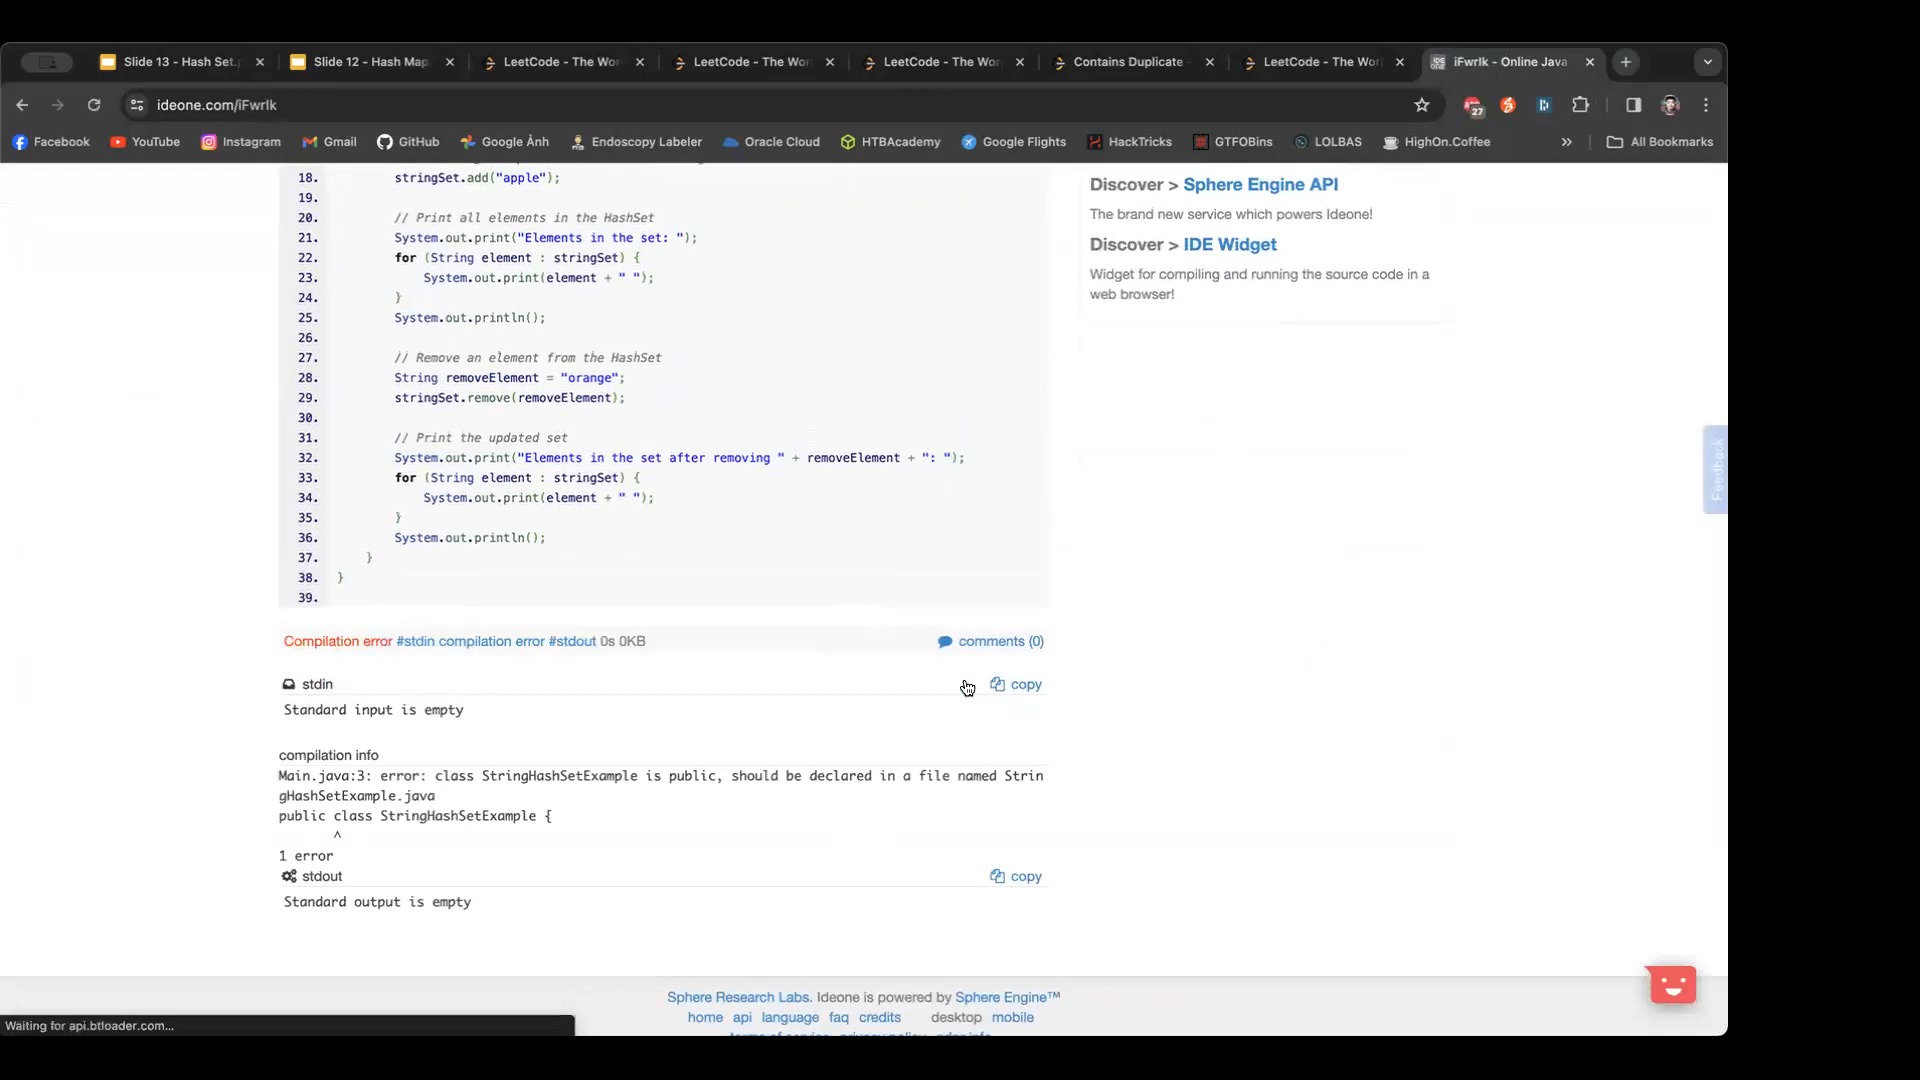 Slide 13 - Hash Set.p
Slide 12 - Hash Map.
LeetCode - The Wor
LeetCode - The Wor
LeetCode - The Wor
Contains Duplicate -
LeetCode - The Wor
iFwrIk - Online Java
ideone.com/iFwrIk
27
Facebook
YouTube
Instagram
Gmail
GitHub
Google Ảnh
Endoscopy Labeler
Oracle Cloud
HTBAcademy
Google Flights
HackTricks
GTFOBins
LOLBAS
HighOn.Coffee
»
All Bookmarks
18. stringSet.add("apple");
19.
20. // Print all elements in the HashSet
21. System.out.print("Elements in the set: ");
22. for (String element : stringSet) {
23. System.out.print(element + " ");
24. }
25. System.out.println();
26.
27. // Remove an element from the HashSet
28. String removeElement = "orange";
29. stringSet.remove(removeElement);
30.
31. // Print the updated set
32. System.out.print("Elements in the set after removing " + removeElement + ": ");
33. for (String element : stringSet) {
34. System.out.print(element + " ");
35. }
36. System.out.println();
37. }
38. }
39.
Discover > Sphere Engine API
The brand new service which powers Ideone!
Discover > IDE Widget
Widget for compiling and running the source code in a
web browser!
Feedback
Compilation error #stdin compilation error #stdout 0s 0KB
comments (0)
stdin
copy
Standard input is empty
compilation info
Main.java:3: error: class StringHashSetExample is public, should be declared in a file named Strin
gHashSetExample.java
public class StringHashSetExample {
^
1 error
stdout
copy
Standard output is empty
Sphere Research Labs. Ideone is powered by Sphere Engine™
home api language faq credits desktop mobile
Waiting for api.btloader.com...